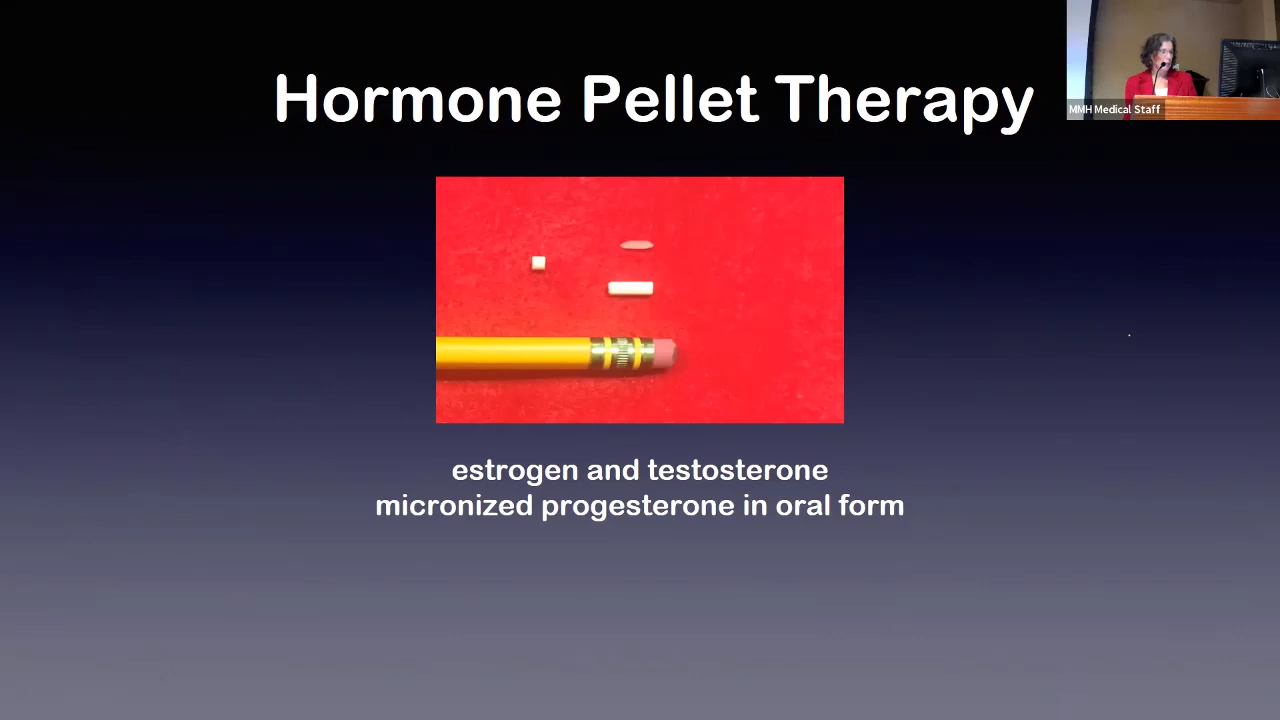 Hormone Pellet Therapy
MMH Medical Staff
estrogen and testosterone
micronized progesterone in oral form